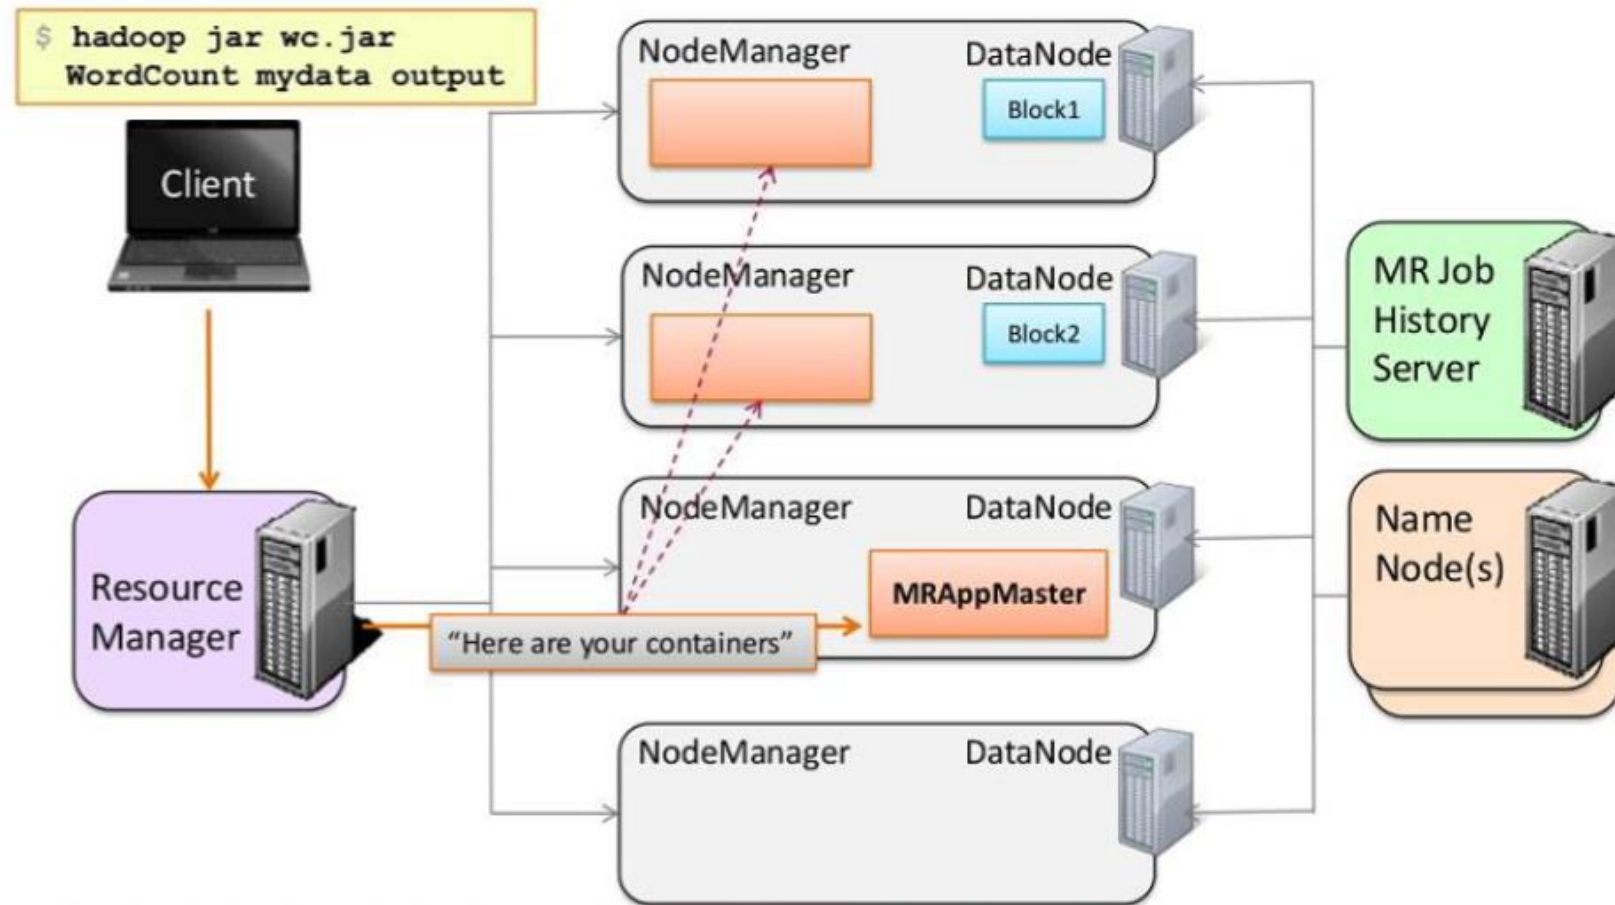 $ hadoop jar wc.jar
WordCount mydata output
Client
Resource
Manager
"Here are your containers"
NodeManager
DataNode
Block1
NodeManager
DataNode
Block2
NodeManager
DataNode
MRAppMaster
NodeManager
DataNode
MR Job
History
Server
Name
Node(s)